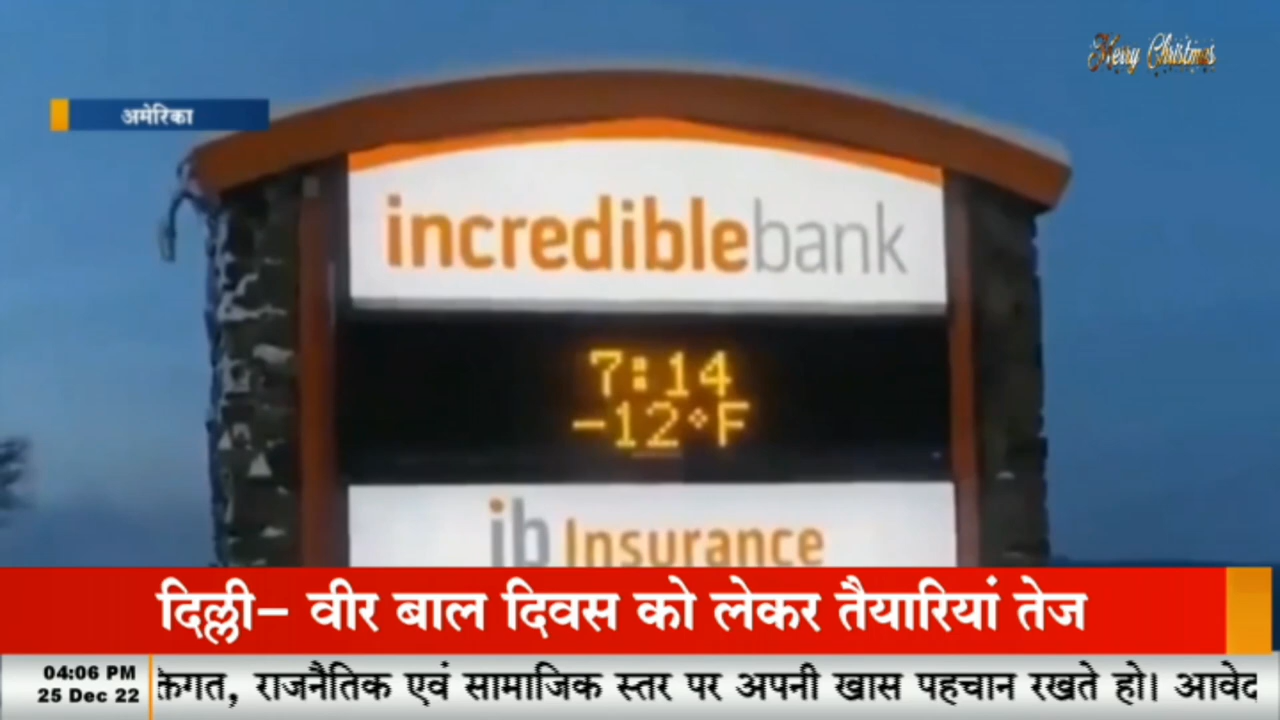 Merry Christmas
अमेरिका
incrediblebank
7:14
-12°F
ib Insurance
दिल्ली- वीर बाल दिवस को लेकर तैयारियां तेज
04:06 PM
25 Dec 22
राजनैतिक एवं सामाजिक स्तर पर अपनी खास पहचान रखते हो।